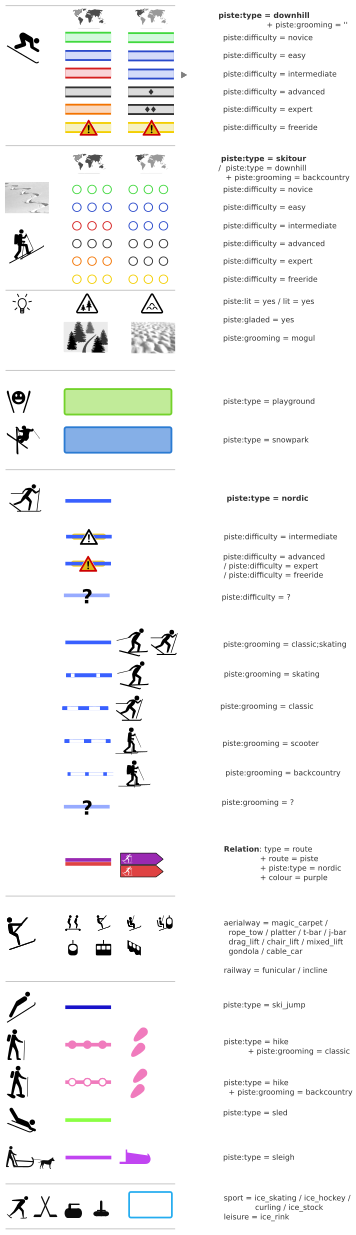 piste:type = downhill
+ piste:grooming = ''
piste:difficulty = novice
piste:difficulty = easy
piste:difficulty = intermediate
piste:difficulty = advanced
piste:difficulty = expert
! !
piste:difficulty = freeride
piste:type = skitour
/ piste:type = downhill
+ piste:grooming = backcountry
piste:difficulty = novice
piste:difficulty = easy
piste:difficulty = intermediate
piste:difficulty = advanced
piste:difficulty = expert
piste:difficulty = freeride
piste:lit = yes / lit = yes
piste:gladed = yes
piste:grooming = mogul
piste:type = playground
piste:type = snowpark
piste:type = nordic
! piste:difficulty = intermediate
piste:difficulty = advanced
! / piste:difficulty = expert
/ piste:difficulty = freeride
? piste:difficulty = ?
piste:grooming = classic;skating
piste:grooming = skating
piste:grooming = classic
piste:grooming = scooter
piste:grooming = backcountry
? piste:grooming = ?
Relation: type = route
+ route = piste
+ piste:type = nordic
+ colour = purple
aerialway = magic_carpet /
rope_tow / platter / t-bar / j-bar
drag_lift / chair_lift / mixed_lift
gondola / cable_car
railway = funicular / incline
piste:type = ski_jump
piste:type = hike
+ piste:grooming = classic
piste:type = hike
+ piste:grooming = backcountry
piste:type = sled
piste:type = sleigh
sport = ice_skating / ice_hockey /
curling / ice_stock
leisure = ice_rink